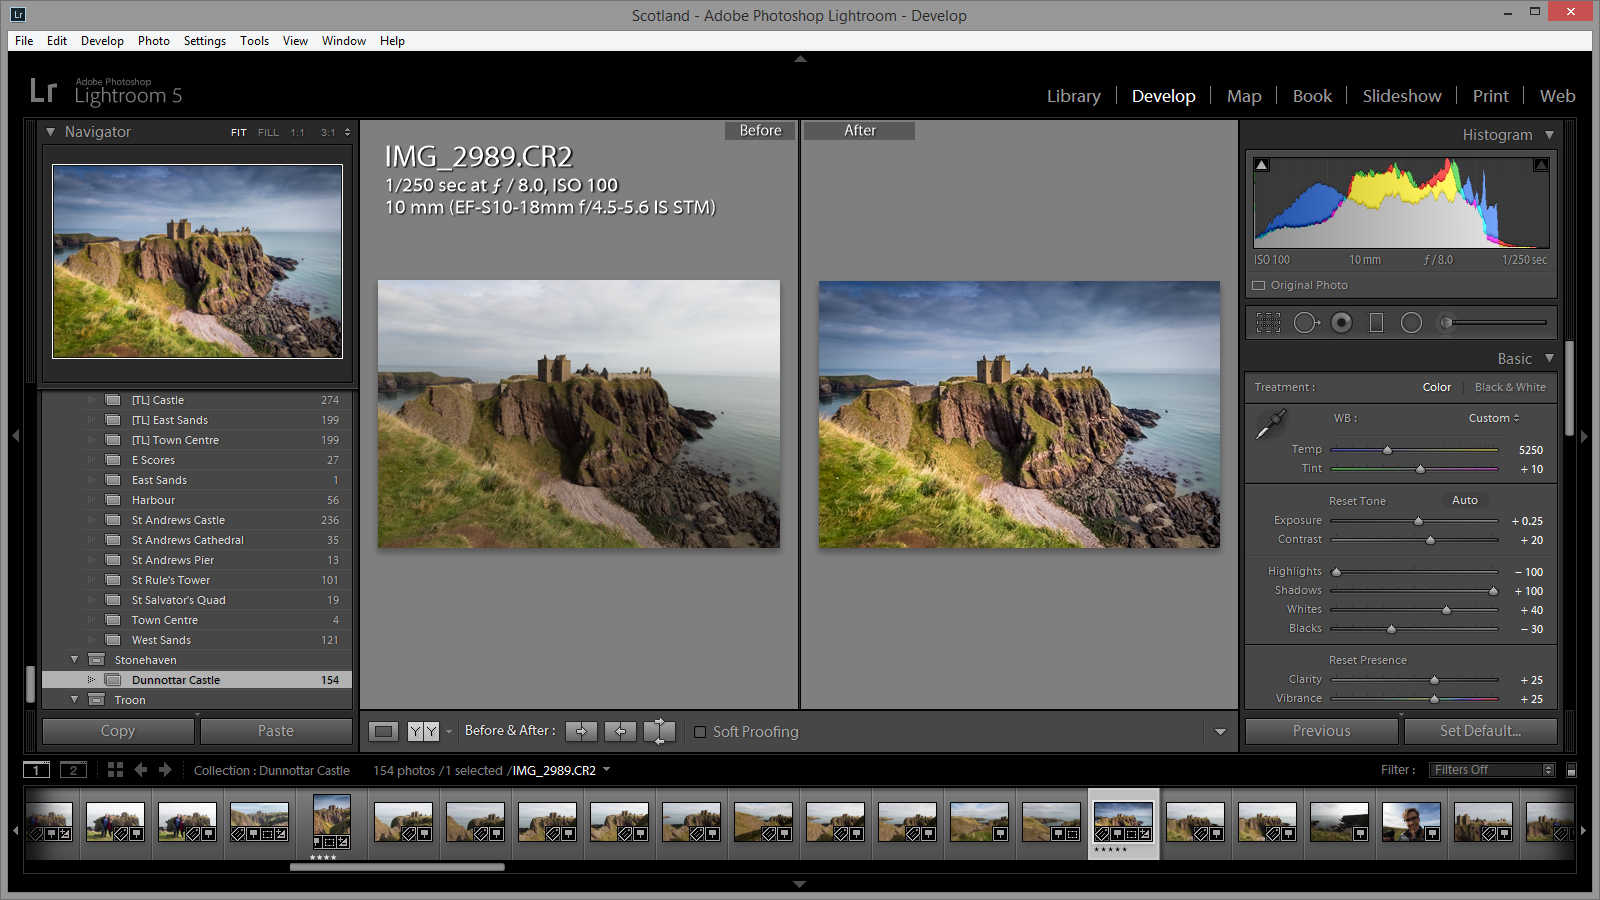 Lr
Scotland - Adobe Photoshop Lightroom - Develop
File Edit Develop Photo Settings Tools View Window Help
Lr Adobe Photoshop
Lightroom 5
Library Develop Map Book Slideshow Print Web
Navigator FIT FILL 1:1 3:1
[TL] Castle 274
[TL] East Sands 199
[TL] Town Centre 199
E Scores 27
East Sands 1
Harbour 56
St Andrews Castle 236
St Andrews Cathedral 35
St Andrews Pier 13
St Rule's Tower 101
St Salvator's Quad 19
Town Centre 4
West Sands 121
Stonehaven
Dunnottar Castle 154
Troon
Copy Paste
Before After
IMG_2989.CR2
1/250 sec at ƒ / 8.0, ISO 100
10 mm (EF-S10-18mm f/4.5-5.6 IS STM)
YY Before & After : Soft Proofing
Histogram
ISO 100 10 mm ƒ / 8.0 1/250 sec
Original Photo
Basic
Treatment : Color Black & White
WB : Custom
Temp 5250
Tint + 10
Reset Tone Auto
Exposure + 0.25
Contrast + 20
Highlights − 100
Shadows + 100
Whites + 40
Blacks − 30
Reset Presence
Clarity + 25
Vibrance + 25
Previous Set Default...
1 2 Collection : Dunnottar Castle 154 photos /1 selected /IMG_2989.CR2 Filter : Filters Off